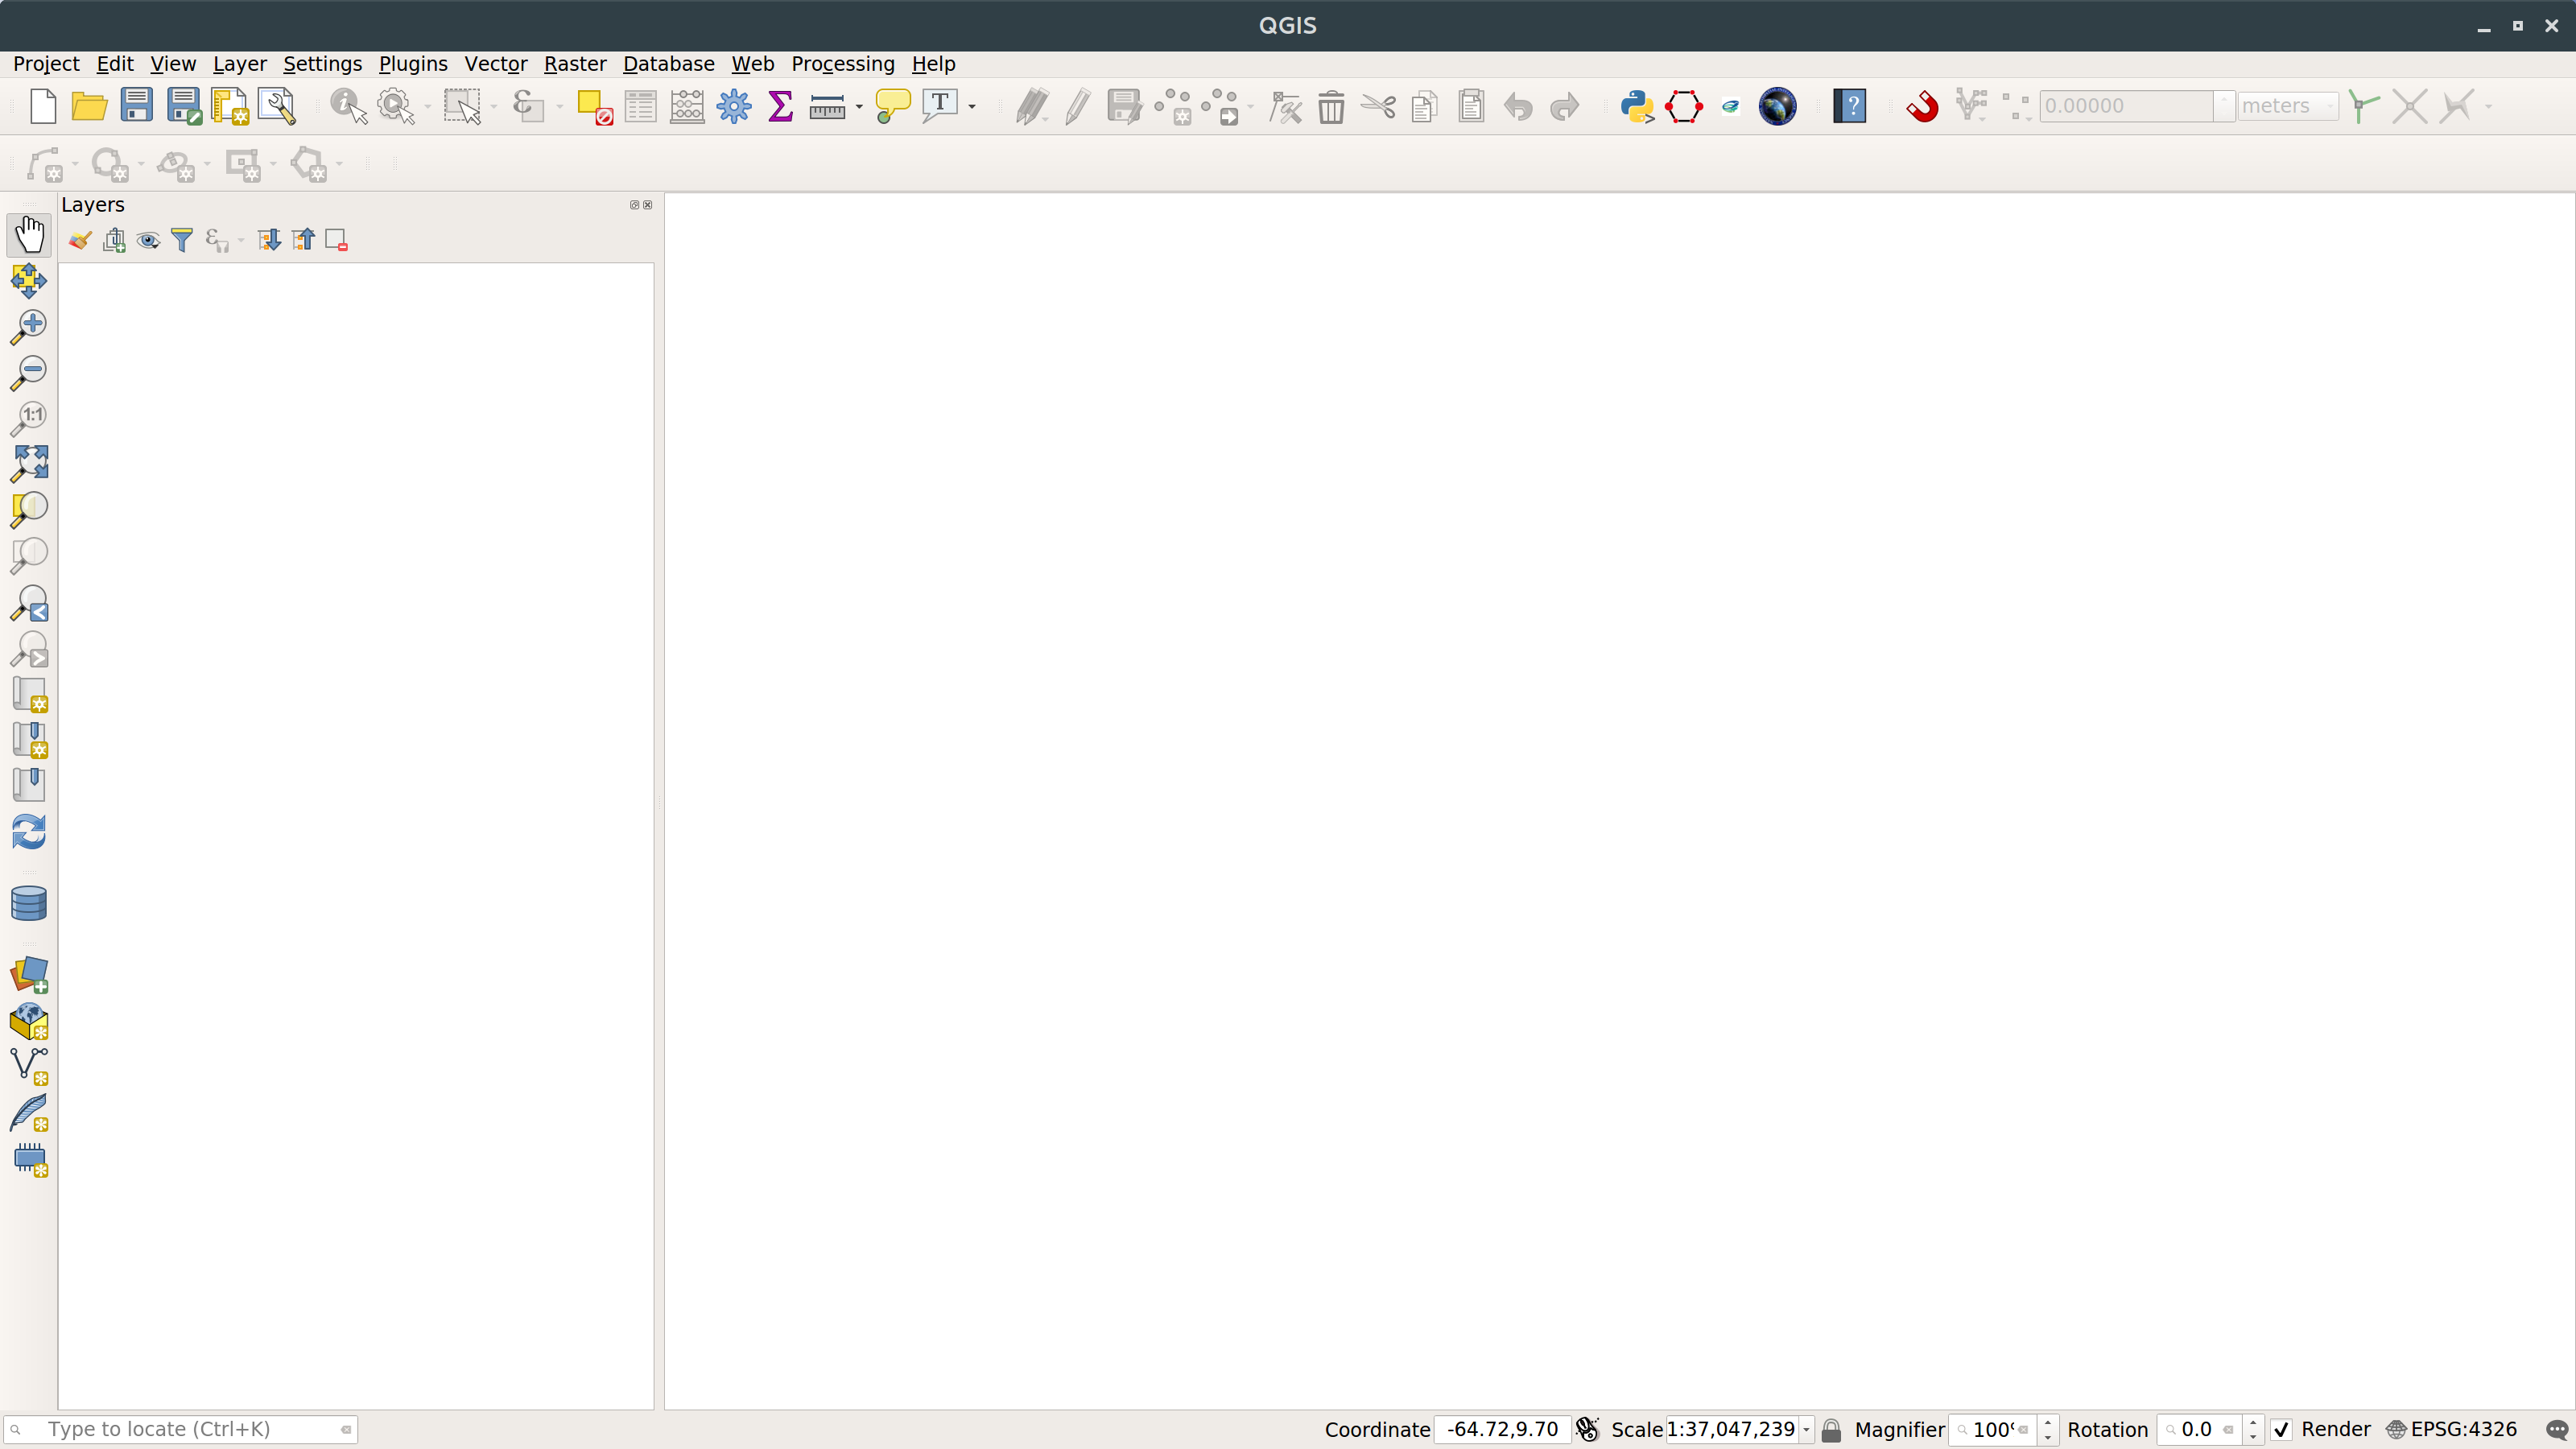 QGIS
Project Edit View Layer Settings Plugins Vector Raster Database Web Processing Help
0.00000 meters
Layers
1:1
Type to locate (Ctrl+K) Coordinate -64.72,9.70 Scale 1:37,047,239 Magnifier 100% Rotation 0.0 Render EPSG:4326